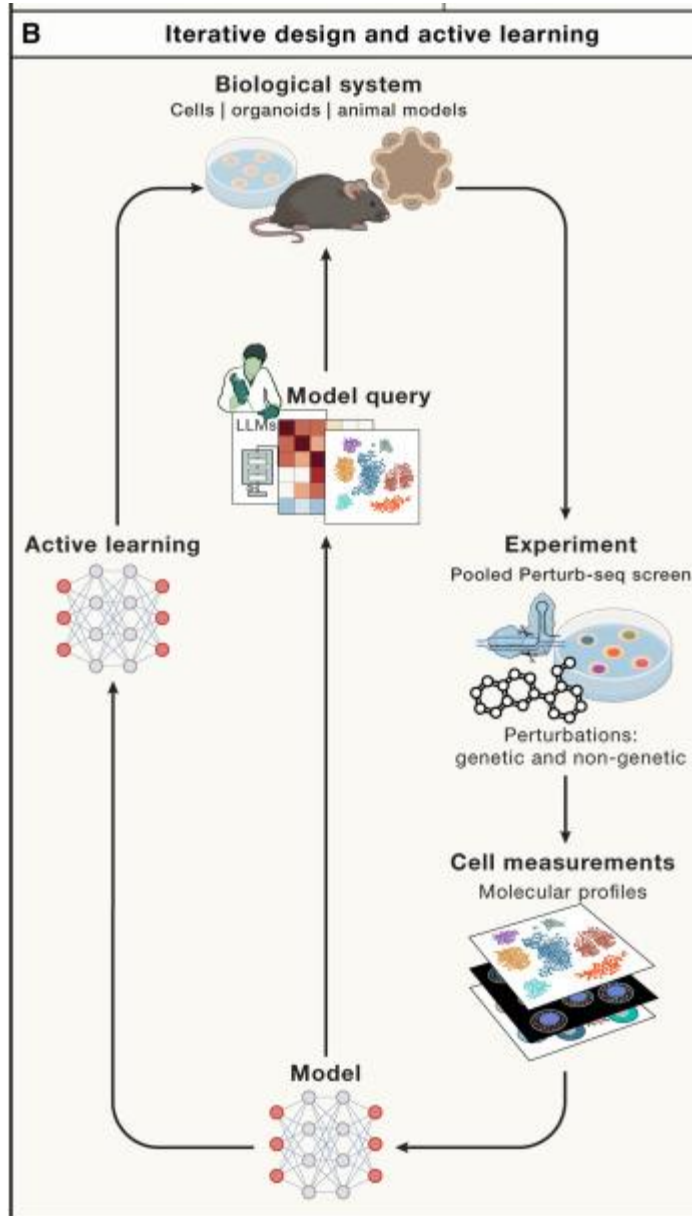 B
Iterative design and active learning
Biological system
Cells | organoids | animal models
Model query
LLMs
Active learning
Experiment
Pooled Perturb-seq screen
Perturbations:
genetic and non-genetic
Cell measurements
Molecular profiles
Model